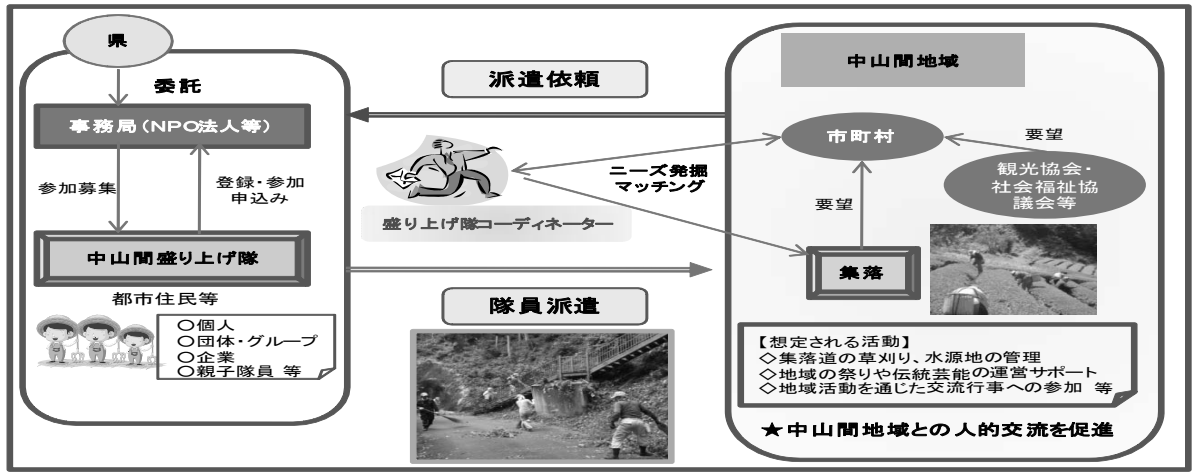 県
委託
事務局(NPO法人等)
参加募集
登録・参加
申込み
中山間盛り上げ隊
都市住民等
○個人
○団体・グループ
○企業
○親子隊員 等
派遣依頼
ニーズ発掘
マッチング
盛り上げ隊コーディネーター
隊員派遣
中山間地域
市町村
要望
観光協会・
社会福祉協
議会等
要望
集落
【想定される活動】
◇集落道の草刈り、水源地の管理
◇地域の祭りや伝統芸能の運営サポート
◇地域活動を通じた交流行事への参加 等
★中山間地域との人的交流を促進